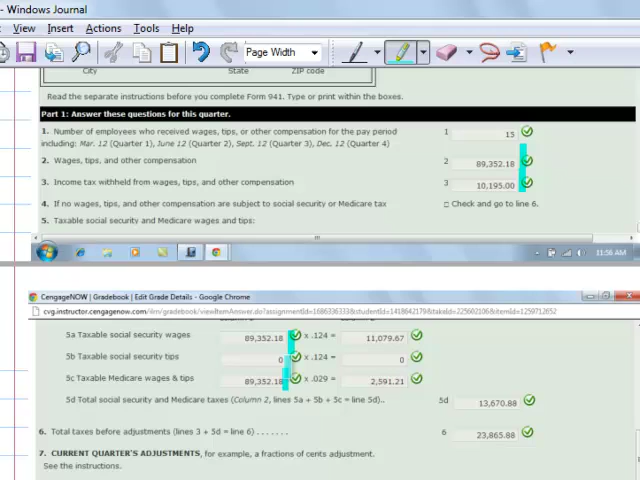 - Windows Journal
View Insert Actions Tools Help
Page Width
City State ZIP code
Read the separate instructions before you complete Form 941. Type or print within the boxes.
Part 1: Answer these questions for this quarter.
1. Number of employees who received wages, tips, or other compensation for the pay period 1 15
including: Mar. 12 (Quarter 1), June 12 (Quarter 2), Sept. 12 (Quarter 3), Dec. 12 (Quarter 4)
2. Wages, tips, and other compensation 2 89,352.18
3. Income tax withheld from wages, tips, and other compensation 3 10,195.00
4. If no wages, tips, and other compensation are subject to social security or Medicare tax Check and go to line 6.
5. Taxable social security and Medicare wages and tips:
11:56 AM
CengageNOW | Gradebook | Edit Grade Details - Google Chrome
5a Taxable social security wages 89,352.18 x .124 = 11,079.67
5b Taxable social security tips 0 x .124 = 0
5c Taxable Medicare wages & tips 89,352.18 x .029 = 2,591.21
5d Total social security and Medicare taxes (Column 2, lines 5a + 5b + 5c = line 5d).. 5d 13,670.88
6. Total taxes before adjustments (lines 3 + 5d = line 6) . . . . . . . 6 23,865.88
7. CURRENT QUARTER'S ADJUSTMENTS, for example, a fractions of cents adjustment.
See the instructions.